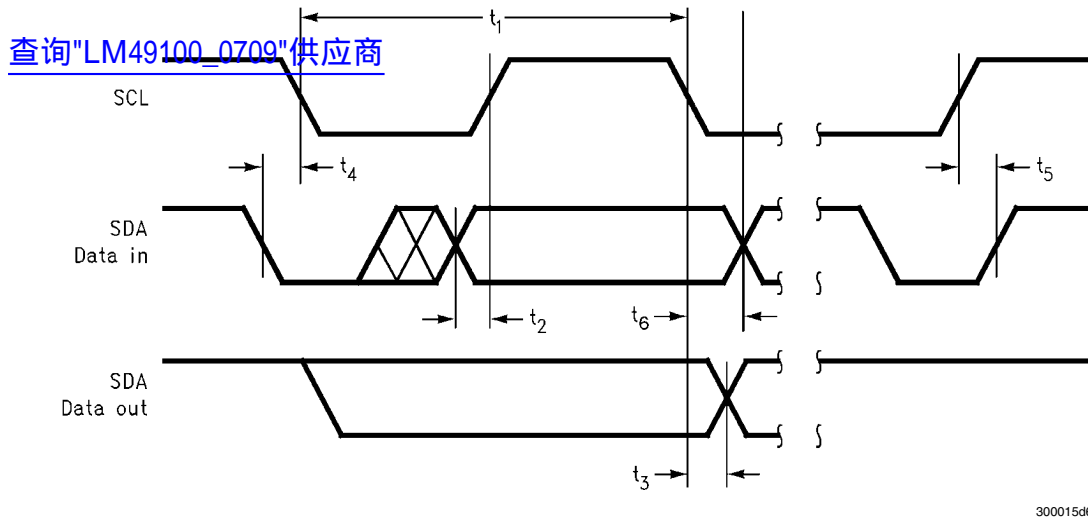 t1
查询"LM49100_0709"供应商
SCL
t4
t5
SDA
Data in
t2
t6
SDA
Data out
t3